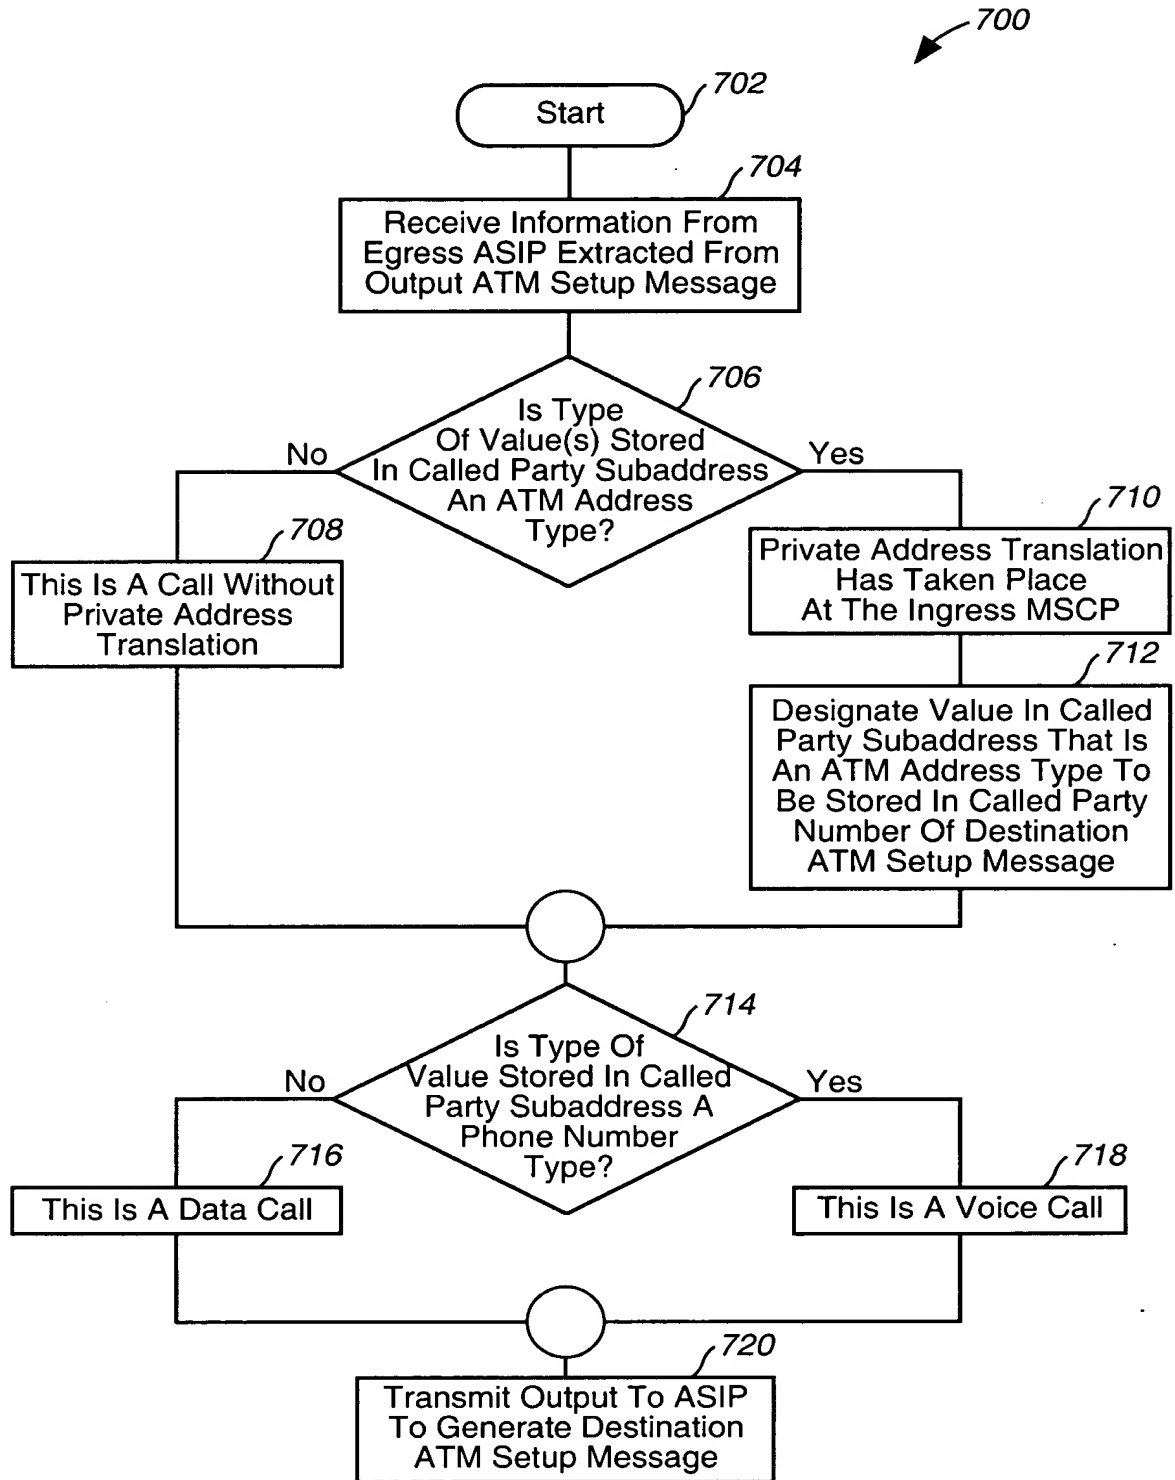 700
702
Start
704
Receive Information From
Egress ASIP Extracted From
Output ATM Setup Message
706
Is Type
Of Value(s) Stored
In Called Party Subaddress
An ATM Address
Type?
No
Yes
708
This Is A Call Without
Private Address
Translation
710
Private Address Translation
Has Taken Place
At The Ingress MSCP
712
Designate Value In Called
Party Subaddress That Is
An ATM Address Type To
Be Stored In Called Party
Number Of Destination
ATM Setup Message
714
Is Type Of
Value Stored In Called
Party Subaddress A
Phone Number
Type?
No
Yes
716
This Is A Data Call
718
This Is A Voice Call
720
Transmit Output To ASIP
To Generate Destination
ATM Setup Message